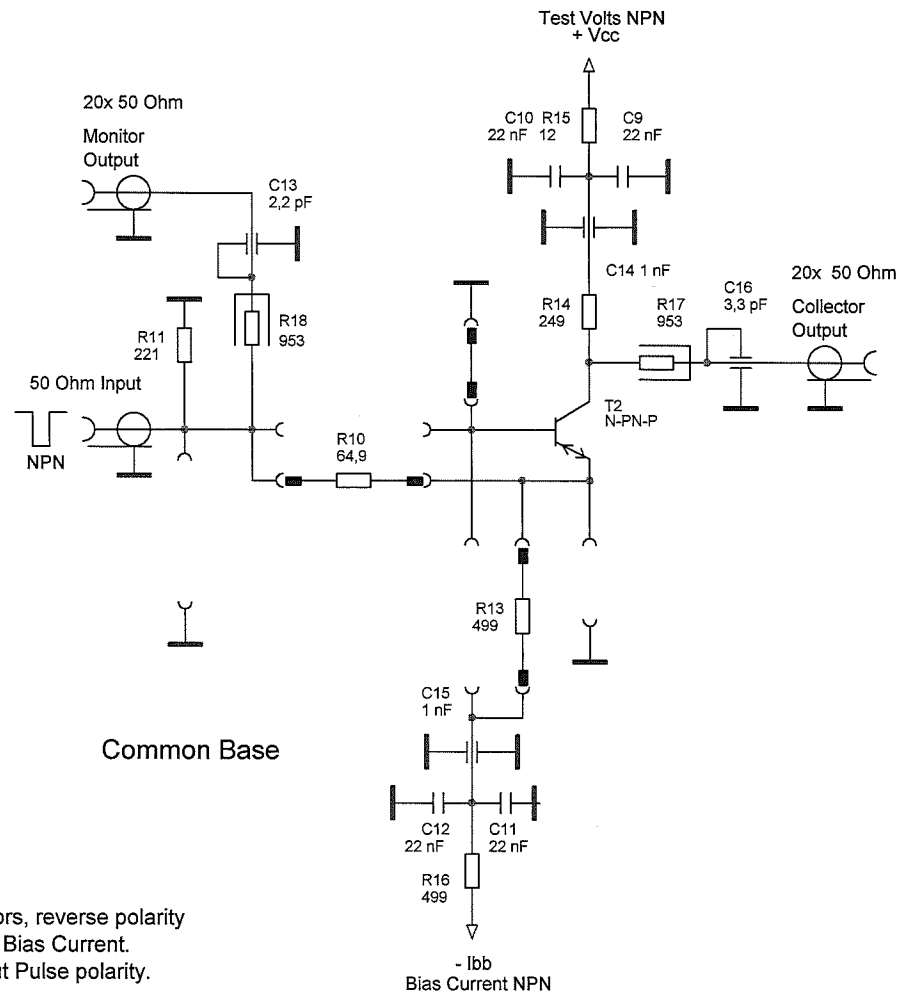 Test Volts NPN
+ Vcc
20x 50 Ohm
Monitor
Output
C10 R15 C9
22 nF 12 22 nF
C13
2,2 pF
C14 1 nF
20x 50 Ohm
C16
3,3 pF
Collector
Output
R14
249
R17
953
R18
953
R11
221
50 Ohm Input
NPN
T2
N-PN-P
R10
64,9
R13
499
C15
1 nF
Common Base
C12 C11
22 nF 22 nF
R16
499
ors, reverse polarity
Bias Current.
ut Pulse polarity.
- Ibb
Bias Current NPN